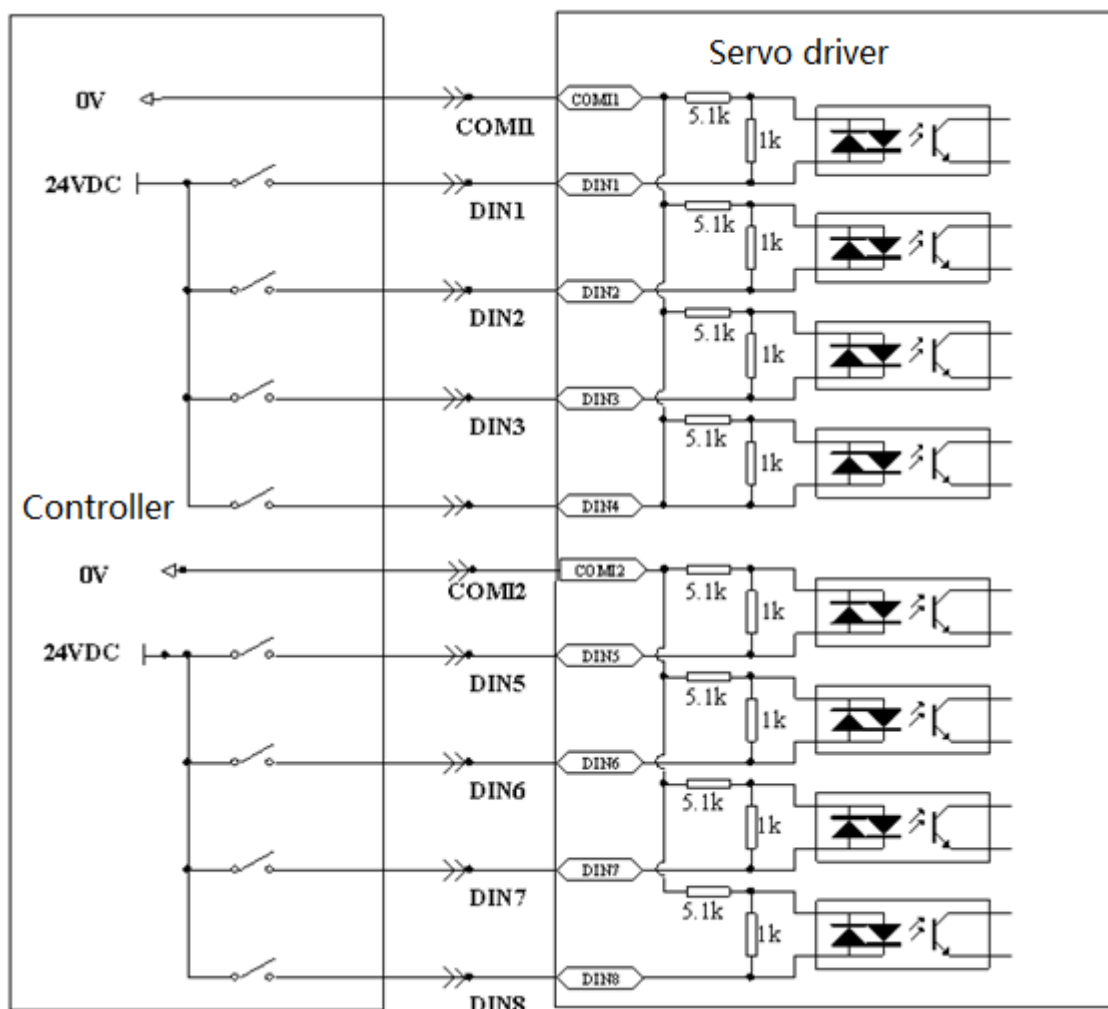 Servo driver
0V
COMI1
COMI1
5.1k
1k
24VDC
DIN1
DIN1
5.1k
1k
DIN2
DIN2
5.1k
1k
DIN3
DIN3
5.1k
1k
Controller
DIN4
0V
COMI2
COMI2
5.1k
1k
24VDC
DIN5
DIN5
5.1k
1k
DIN6
DIN6
5.1k
1k
DIN7
DIN7
5.1k
1k
DIN8
DIN8